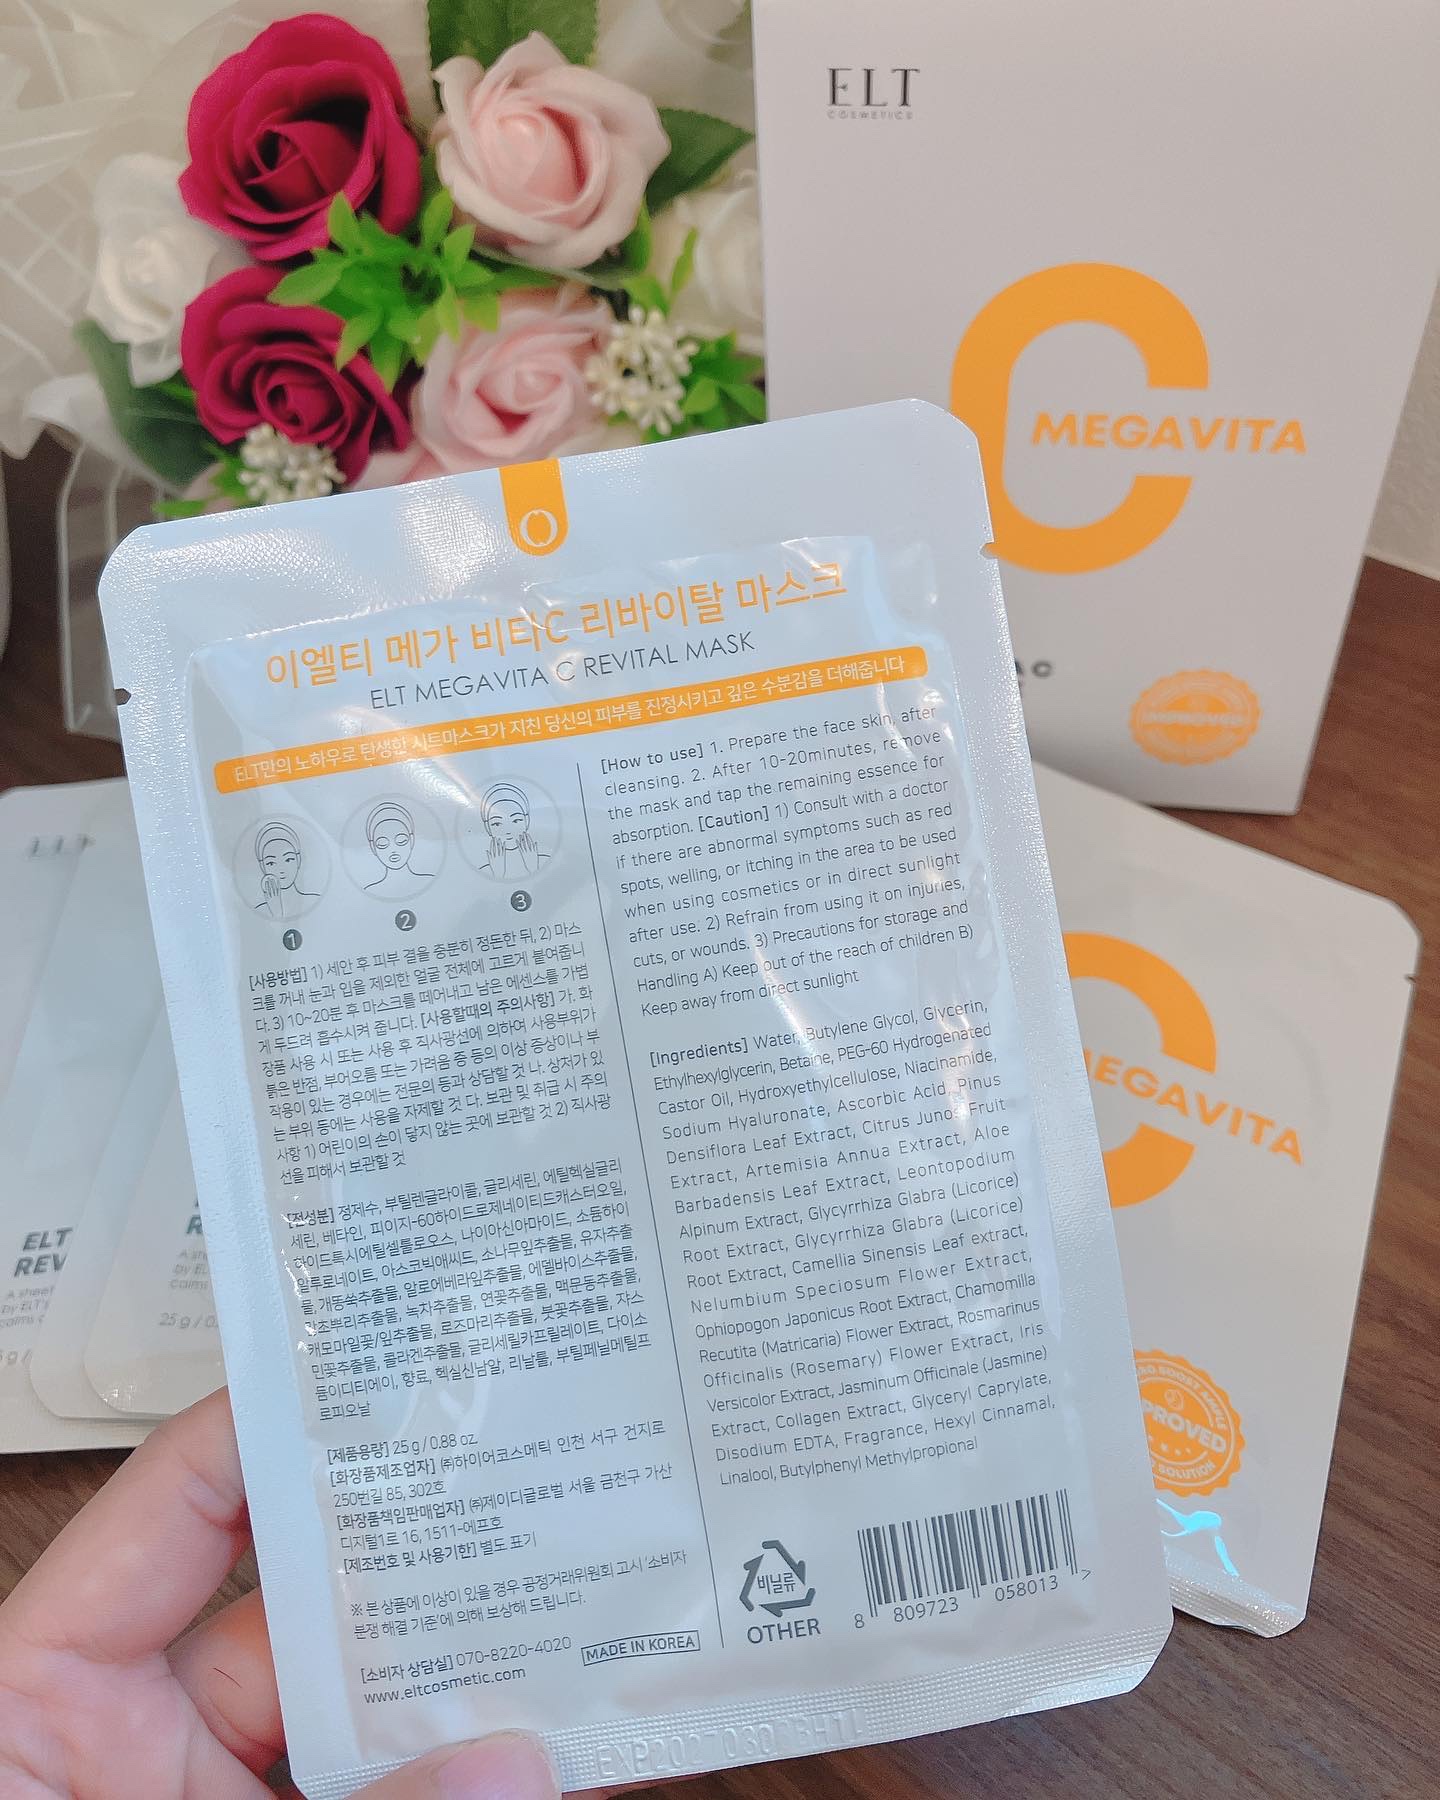 ELT
COSMETICS
MEGAVITA
이엘티 메가 비타C 리바이탈 마스크
ELT MEGAVITA C REVITAL MASK
ELT만의 노하우로 탄생한 시트마스크가 지친 당신의 피부를 진정시키고 깊은 수분감을 더해줍니다
1
2
3
[사용방법] 1) 세안 후 피부 결을 충분히 정돈한 뒤, 2) 마스
크를 꺼내 눈과 입을 제외한 얼굴 전체에 고르게 붙여줍니
다. 3) 10~20분 후 마스크를 떼어내고 남은 에센스를 가볍
게 두드려 흡수시켜 줍니다. [사용할때의 주의사항] 가. 화
장품 사용 시 또는 사용 후 직사광선에 의하여 사용부위가
붉은 반점, 부어오름 또는 가려움 증 등의 이상 증상이나 부
작용이 있는 경우에는 전문의 등과 상담할 것 나. 상처가 있
는 부위 등에는 사용을 자제할 것 다. 보관 및 취급 시 주의
사항 1) 어린이의 손이 닿지 않는 곳에 보관할 것 2) 직사광
선을 피해서 보관할 것
[전성분] 정제수, 부틸렌글라이콜, 글리세린, 에틸헥실글리
세린, 베타인, 피이지-60하이드로제네이티드캐스터오일,
하이드록시에틸셀룰로오스, 나이아신아마이드, 소듐하이
알루로네이트, 아스코빅애씨드, 소나무잎추출물, 유자추출
물, 개똥쑥추출물, 알로에베라잎추출물, 에델바이스추출물,
감초뿌리추출물, 녹차추출물, 연꽃추출물, 맥문동추출물,
캐모마일꽃/잎추출물, 로즈마리추출물, 붓꽃추출물, 쟈스
민꽃추출물, 콜라겐추출물, 글리세릴카프릴레이트, 다이소
듐이디티에이, 향료, 헥실신남알, 리날룰, 부틸페닐메틸프
로피오날
[제품용량] 25 g / 0.88 oz
[화장품제조업자] ㈜하이어코스메틱 인천 서구 건지로
250번길 85, 302호
[화장품책임판매업자] ㈜제이디글로벌 서울 금천구 가산
디지털1로 16, 1511-에프호
[제조번호 및 사용기한] 별도 표기
※ 본 상품에 이상이 있을 경우 공정거래위원회 고시 '소비자
분쟁 해결 기준'에 의해 보상해 드립니다.
[소비자 상담실] 070-8220-4020
www.eltcosmetic.com
MADE IN KOREA
[How to use] 1. Prepare the face skin, after
cleansing. 2. After 10-20minutes, remove
the mask and tap the remaining essence for
absorption. [Caution] 1) Consult with a doctor
if there are abnormal symptoms such as red
spots, welling, or itching in the area to be used
when using cosmetics or in direct sunlight
after use. 2) Refrain from using it on injuries,
cuts, or wounds. 3) Precautions for storage and
Handling A) Keep out of the reach of children B)
Keep away from direct sunlight
[Ingredients] Water, Butylene Glycol, Glycerin,
Ethylhexylglycerin, Betaine, PEG-60 Hydrogenated
Castor Oil, Hydroxyethylcellulose, Niacinamide,
Sodium Hyaluronate, Ascorbic Acid, Pinus
Densiflora Leaf Extract, Citrus Junos Fruit
Extract, Artemisia Annua Extract, Aloe
Barbadensis Leaf Extract, Leontopodium
Alpinum Extract, Glycyrrhiza Glabra (Licorice)
Root Extract, Glycyrrhiza Glabra (Licorice)
Root Extract, Camellia Sinensis Leaf extract,
Nelumbium Speciosum Flower Extract,
Ophiopogon Japonicus Root Extract, Chamomilla
Recutita (Matricaria) Flower Extract, Rosmarinus
Officinalis (Rosemary) Flower Extract, Iris
Versicolor Extract, Jasminum Officinale (Jasmine)
Extract, Collagen Extract, Glyceryl Caprylate,
Disodium EDTA, Fragrance, Hexyl Cinnamal,
Linalool, Butylphenyl Methylpropional
비닐류
OTHER
8 809723 058013 >
MEGAVITA
ELT
REV
A sheet
by ELT's
calms c
25 g / 0.